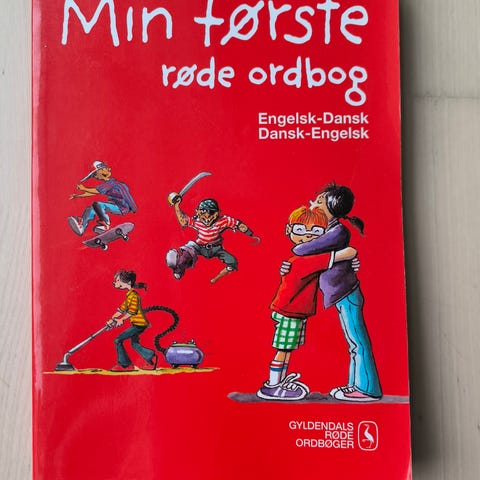 Min første
røde ordbog
Engelsk-Dansk
Dansk-Engelsk
GYLDENDALS
RØDE
ORDBØGER